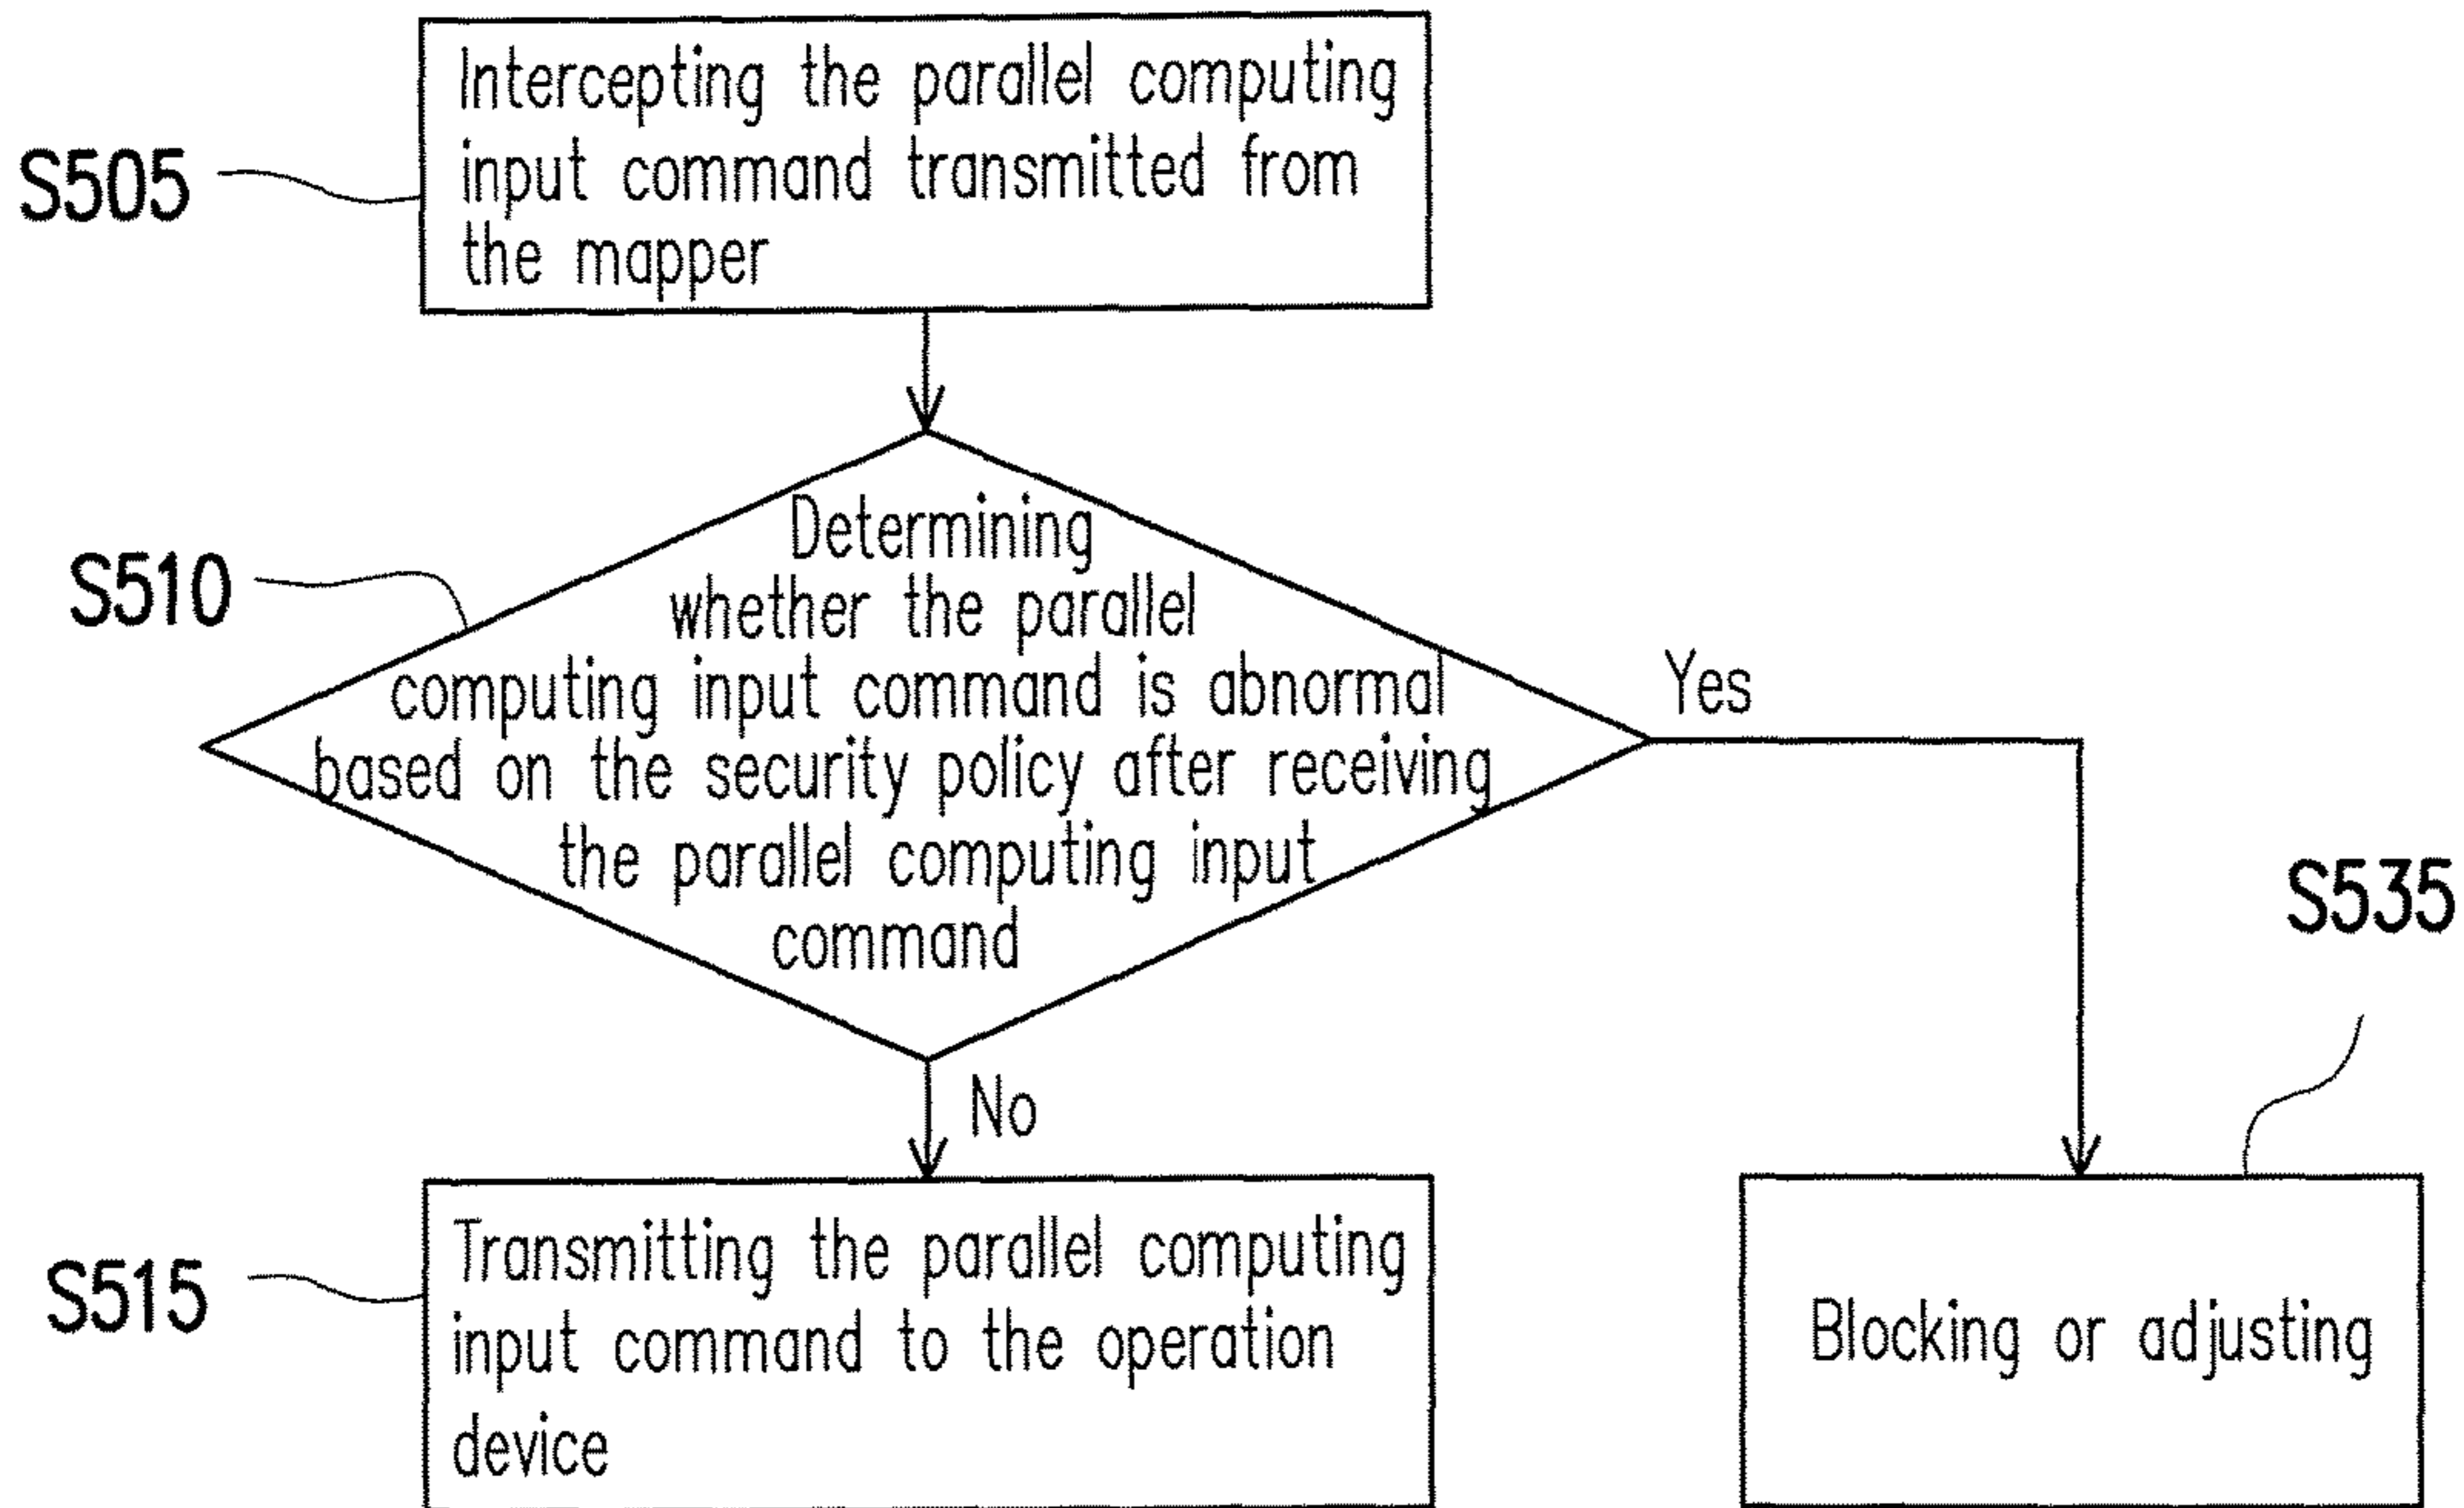 S505
Intercepting the parallel computing
input command transmitted from
the mapper
S510
Determining
whether the parallel
computing input command is abnormal
based on the security policy after receiving
the parallel computing input
command
Yes
No
S515
Transmitting the parallel computing
input command to the operation
device
S535
Blocking or adjusting